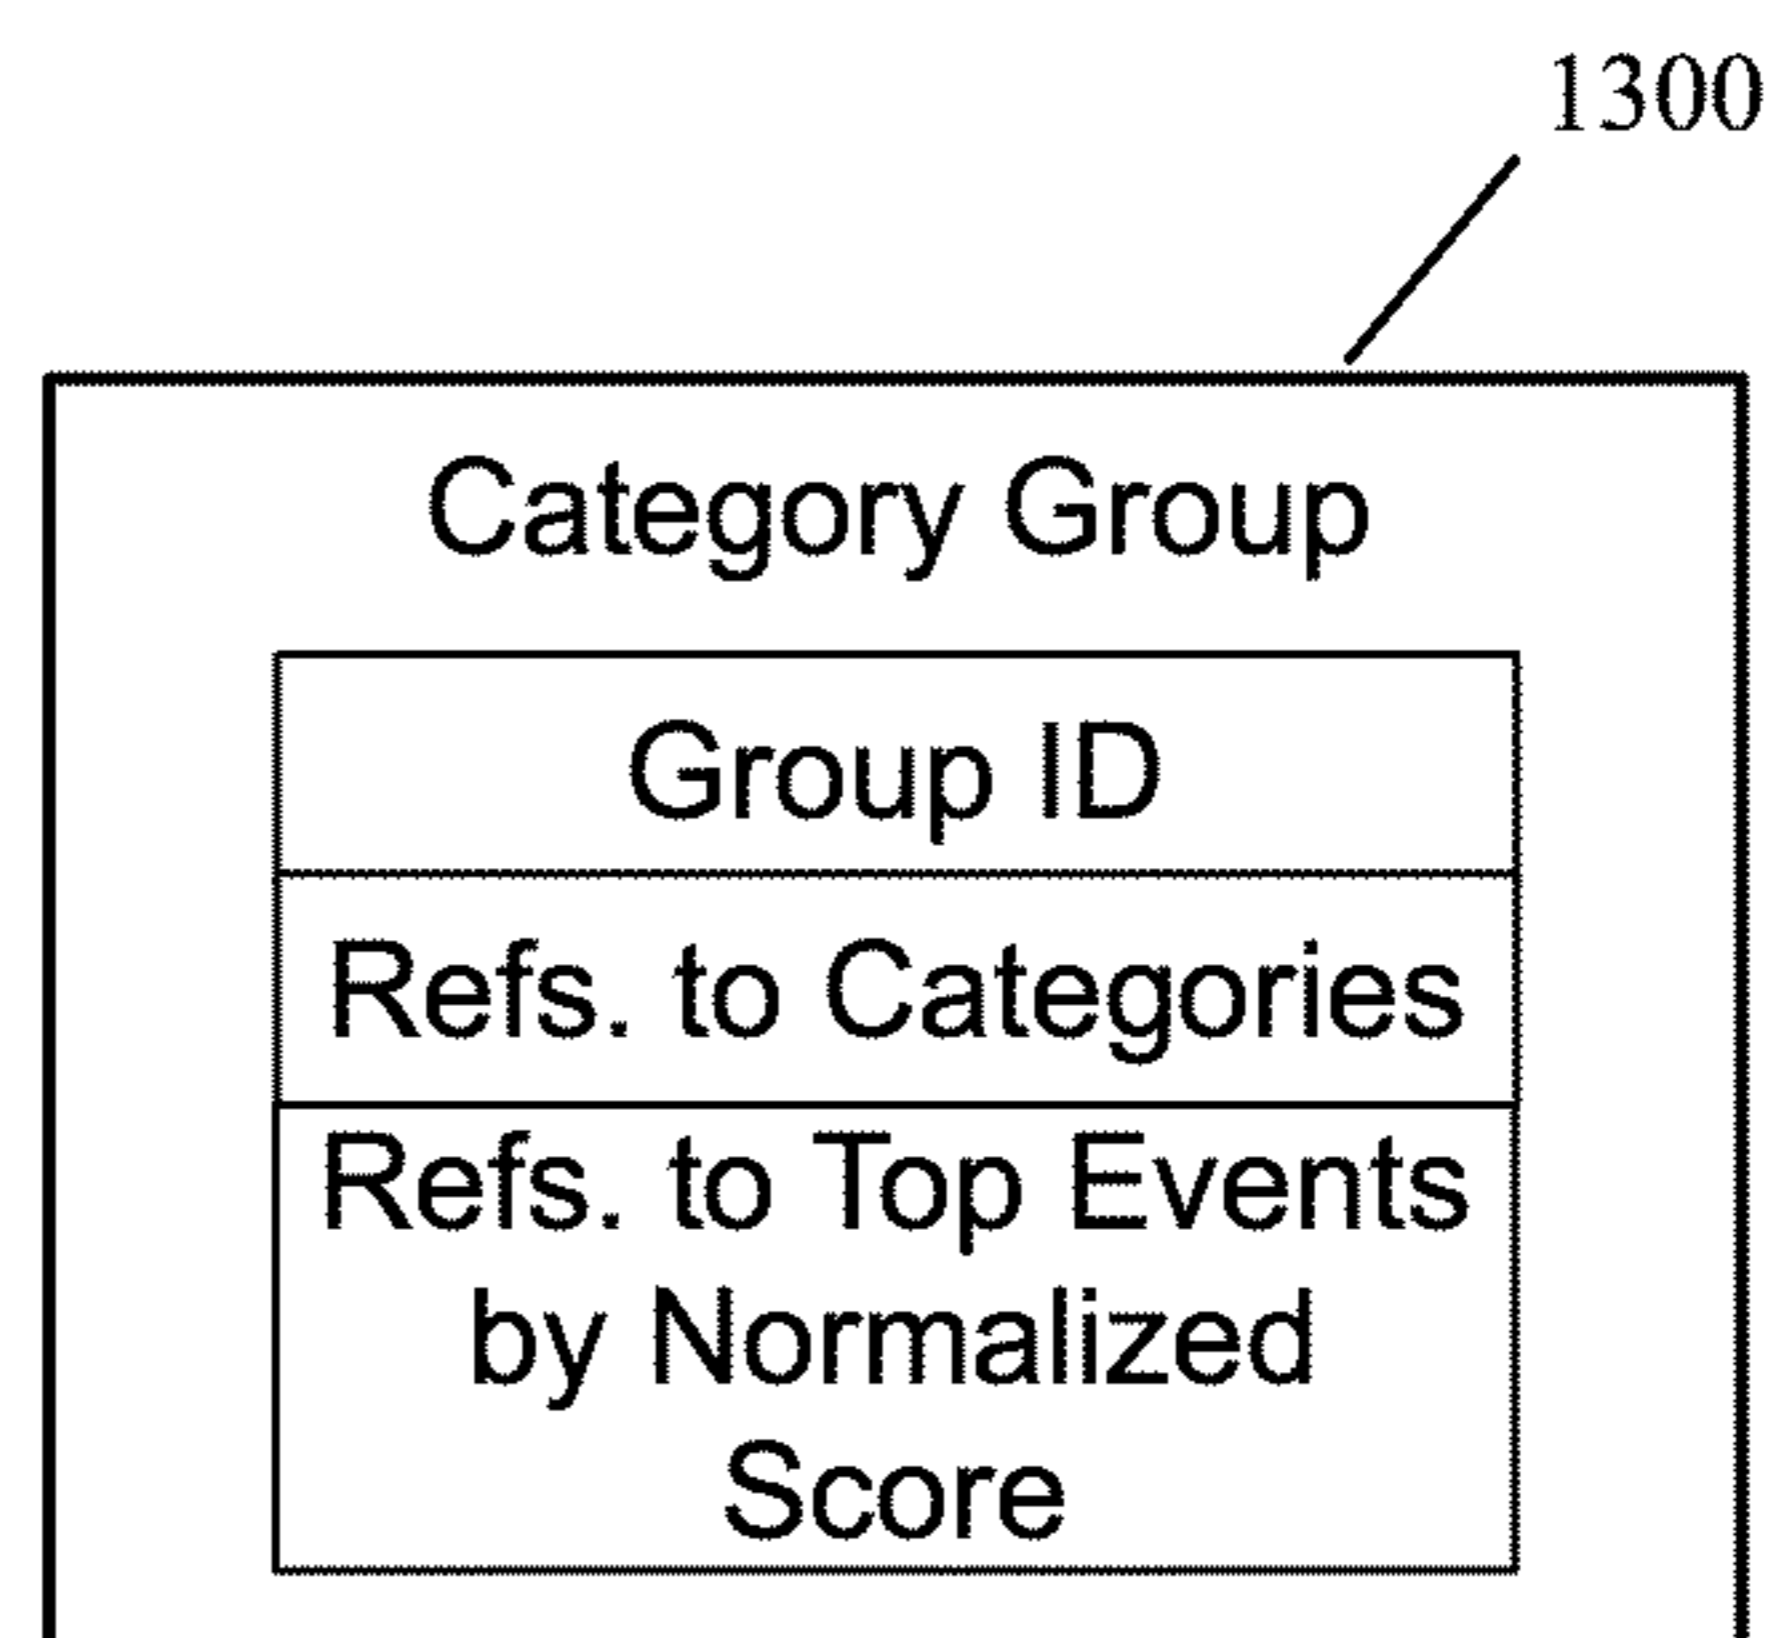 1300
Category Group
Group ID
Refs. to Categories
Refs. to Top Events
by Normalized
Score